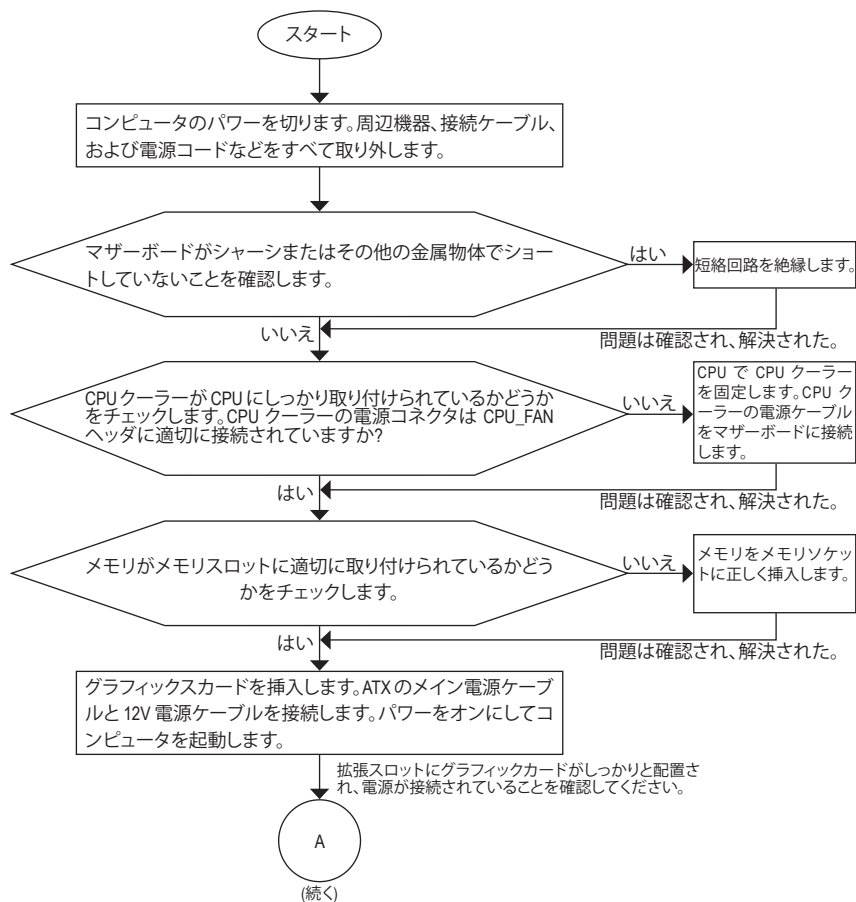 スタート
コンピュータのパワーを切ります。周辺機器、接続ケーブル、
および電源コードなどをすべて取り外します。
マザーボードがシャーシまたはその他の金属物体でショー
トしていないことを確認します。
はい
短絡回路を絶縁します。
いいえ
問題は確認され、解決された。
CPUクーラーが CPU にしっかり取り付けられているかどうか
をチェックします。CPU クーラーの電源コネクタは CPU_FAN
ヘッダに適切に接続されていますか?
いいえ
CPU で CPU クーラー
を固定します。CPU ク
ーラーの電源ケーブル
をマザーボードに接続
します。
はい
問題は確認され、解決された。
メモリがメモリスロットに適切に取り付けられているかどう
かをチェックします。
いいえ
メモリをメモリソケッ
トに正しく挿入します。
はい
問題は確認され、解決された。
グラフィックスカードを挿入します。ATX のメイン電源ケーブ
ルと 12V 電源ケーブルを接続します。パワーをオンにしてコ
ンピュータを起動します。
拡張スロットにグラフィックカードがしっかりと配置さ
れ、電源が接続されていることを確認してください。
A
(続く)